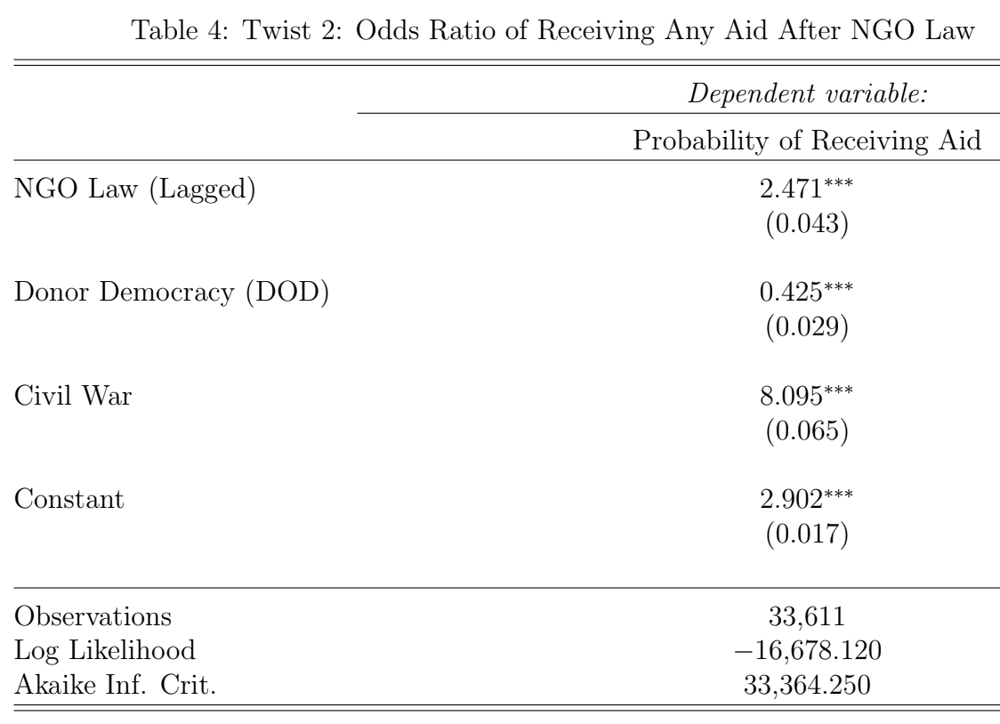 Table 4: Twist 2: Odds Ratio of Receiving Any Aid After NGO Law
Dependent variable:
Probability of Receiving Aid
NGO Law (Lagged) 2.471***
(0.043)
Donor Democracy (DOD) 0.425***
(0.029)
Civil War 8.095***
(0.065)
Constant 2.902***
(0.017)
Observations 33,611
Log Likelihood −16,678.120
Akaike Inf. Crit. 33,364.250